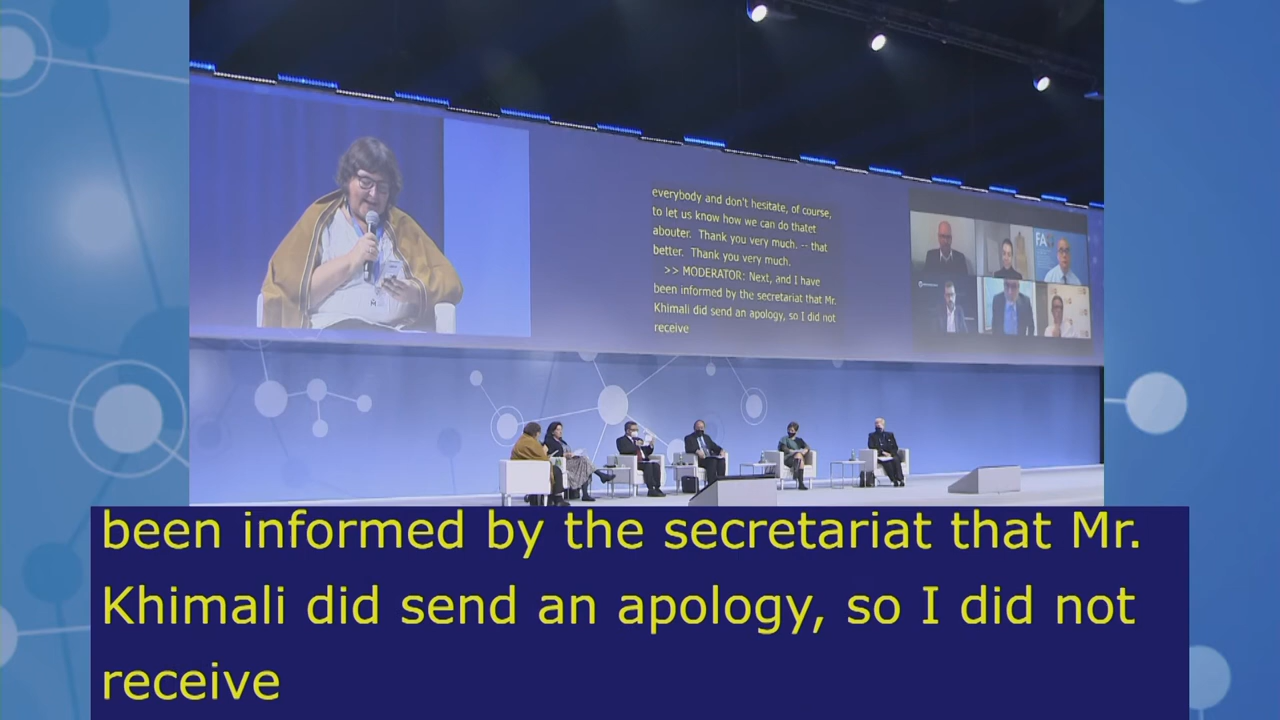 everybody and don't hesitate, of course,
to let us know how we can do thatet
abouter. Thank you very much. -- that
better. Thank you very much.
>> MODERATOR: Next, and I have
been informed by the secretariat that Mr.
Khimali did send an apology, so I did not
receive
FA
been informed by the secretariat that Mr.
Khimali did send an apology, so I did not
receive